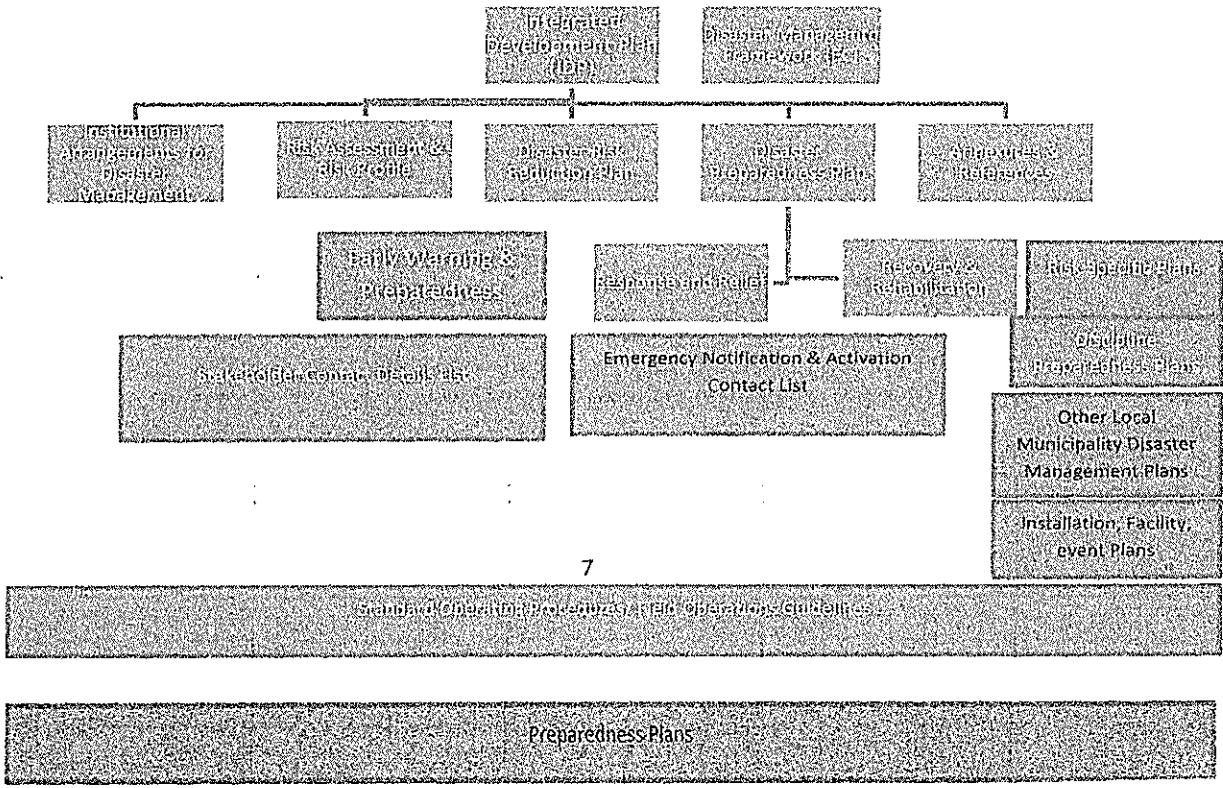 Integrated
Development Plan
(IDP)
Disaster Management
Framework (EC)
Institutional
Arrangements for
Disaster
Management
Risk Assessment &
Risk Profile
Disaster Risk
Reduction Plan
Disaster
Preparedness Plan
Annexures &
References
Early Warning &
Preparedness
Response and Relief
Recovery &
Rehabilitation
Risk Specific Plans
Discipline
Preparedness Plans
Stakeholder Contact Details List
Emergency Notification & Activation
Contact List
Other Local
Municipality Disaster
Management Plans
Installation, Facility,
event Plans
7
Standard Operating Procedures/ Field Operations Guidelines
Preparedness Plans